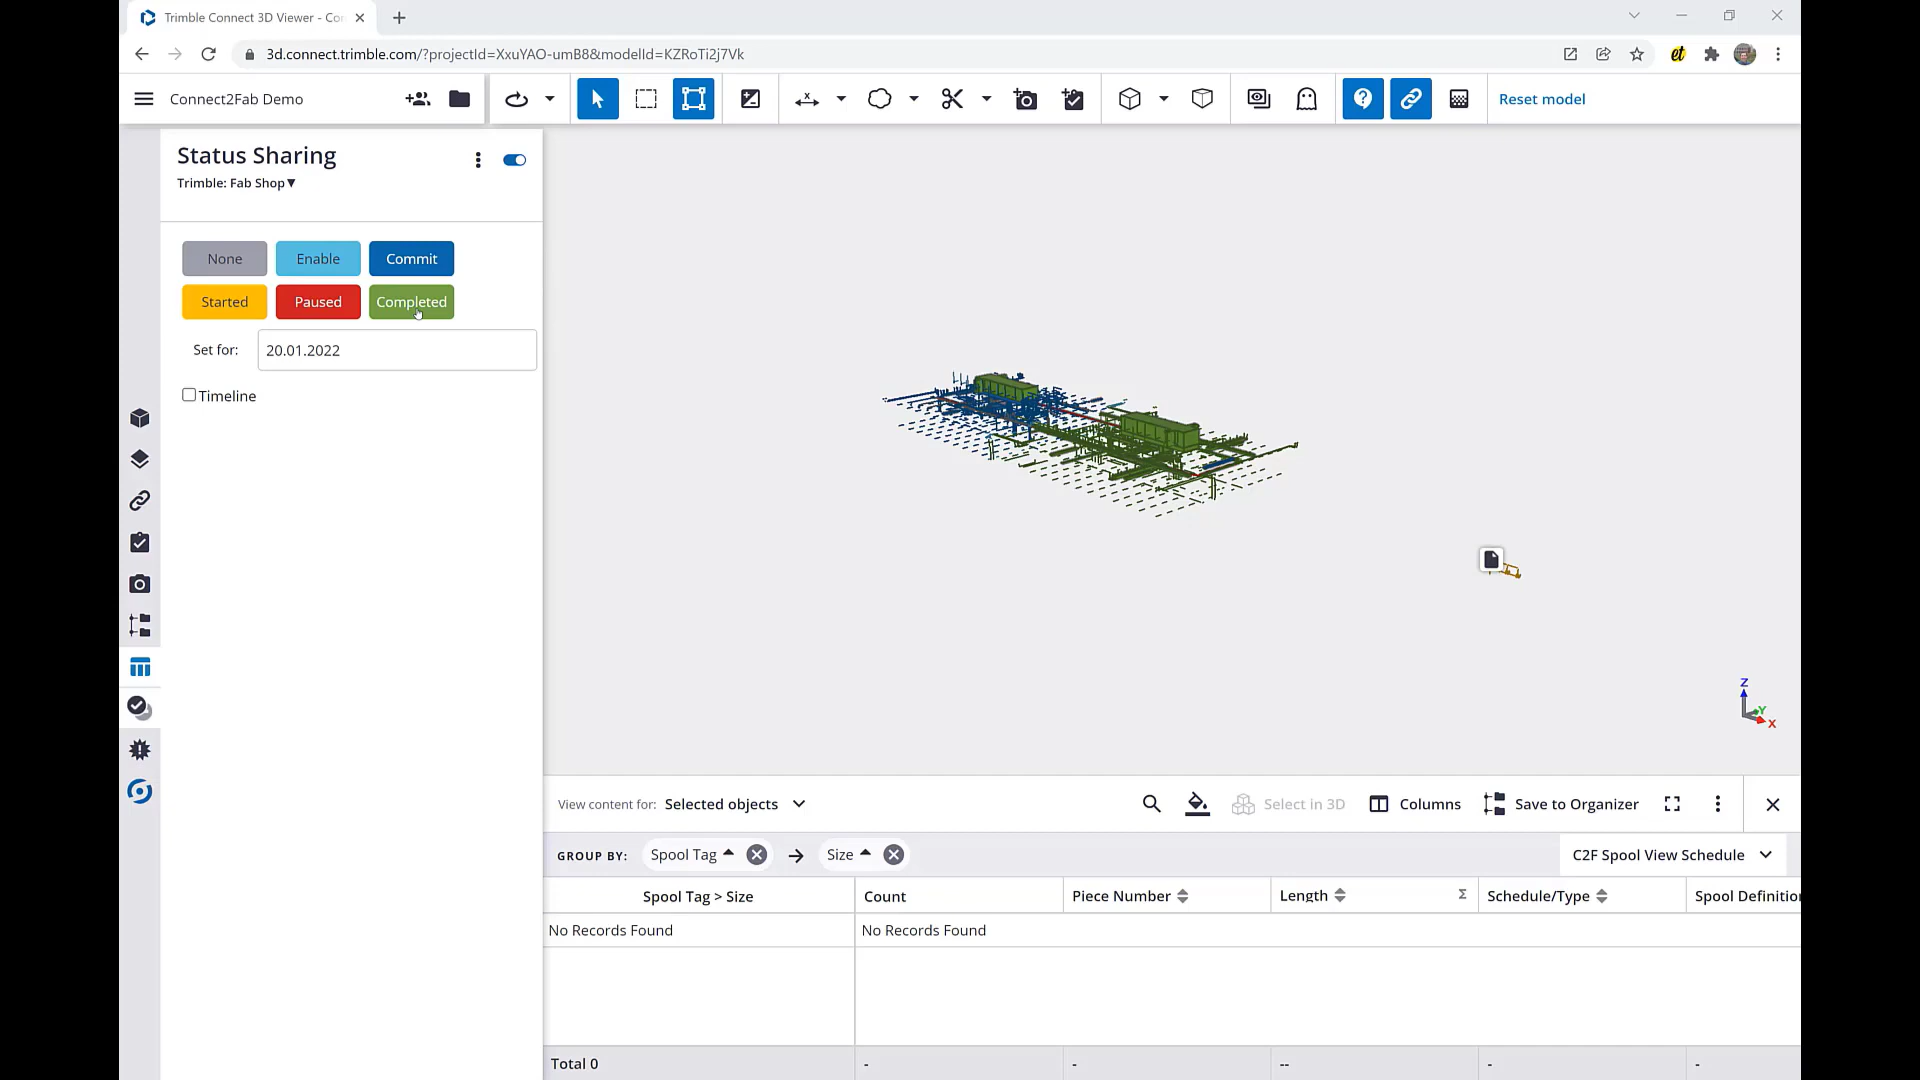 Trimble Connect 3D Viewer - Co
3d.connect.trimble.com/?projectId=XxuYAO-umB8&modelId=KZRoTi2j7Vk
et
Connect2Fab Demo
x
Reset model
Status Sharing
Trimble: Fab Shop▼
None
Enable
Commit
Started
Paused
Completed
Set for:
20.01.2022
Timeline
Z
Y
X
View content for: Selected objects
Select in 3D
Columns
Save to Organizer
GROUP BY:
Spool Tag
Size
C2F Spool View Schedule
Spool Tag > Size
Count
Piece Number
Length
Σ
Schedule/Type
Spool Definitio
No Records Found
No Records Found
Total 0
-
-
--
-
-